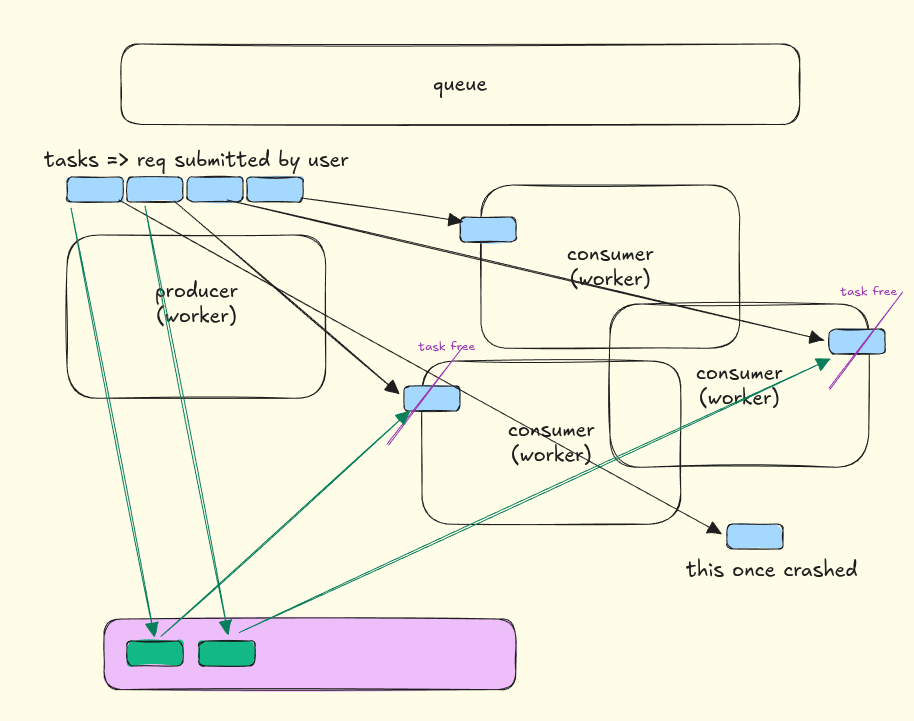 queue
tasks => req submitted by user
consumer
(worker)
producer
(worker)
task free
task free
consumer
(worker)
consumer
(worker)
this once crashed